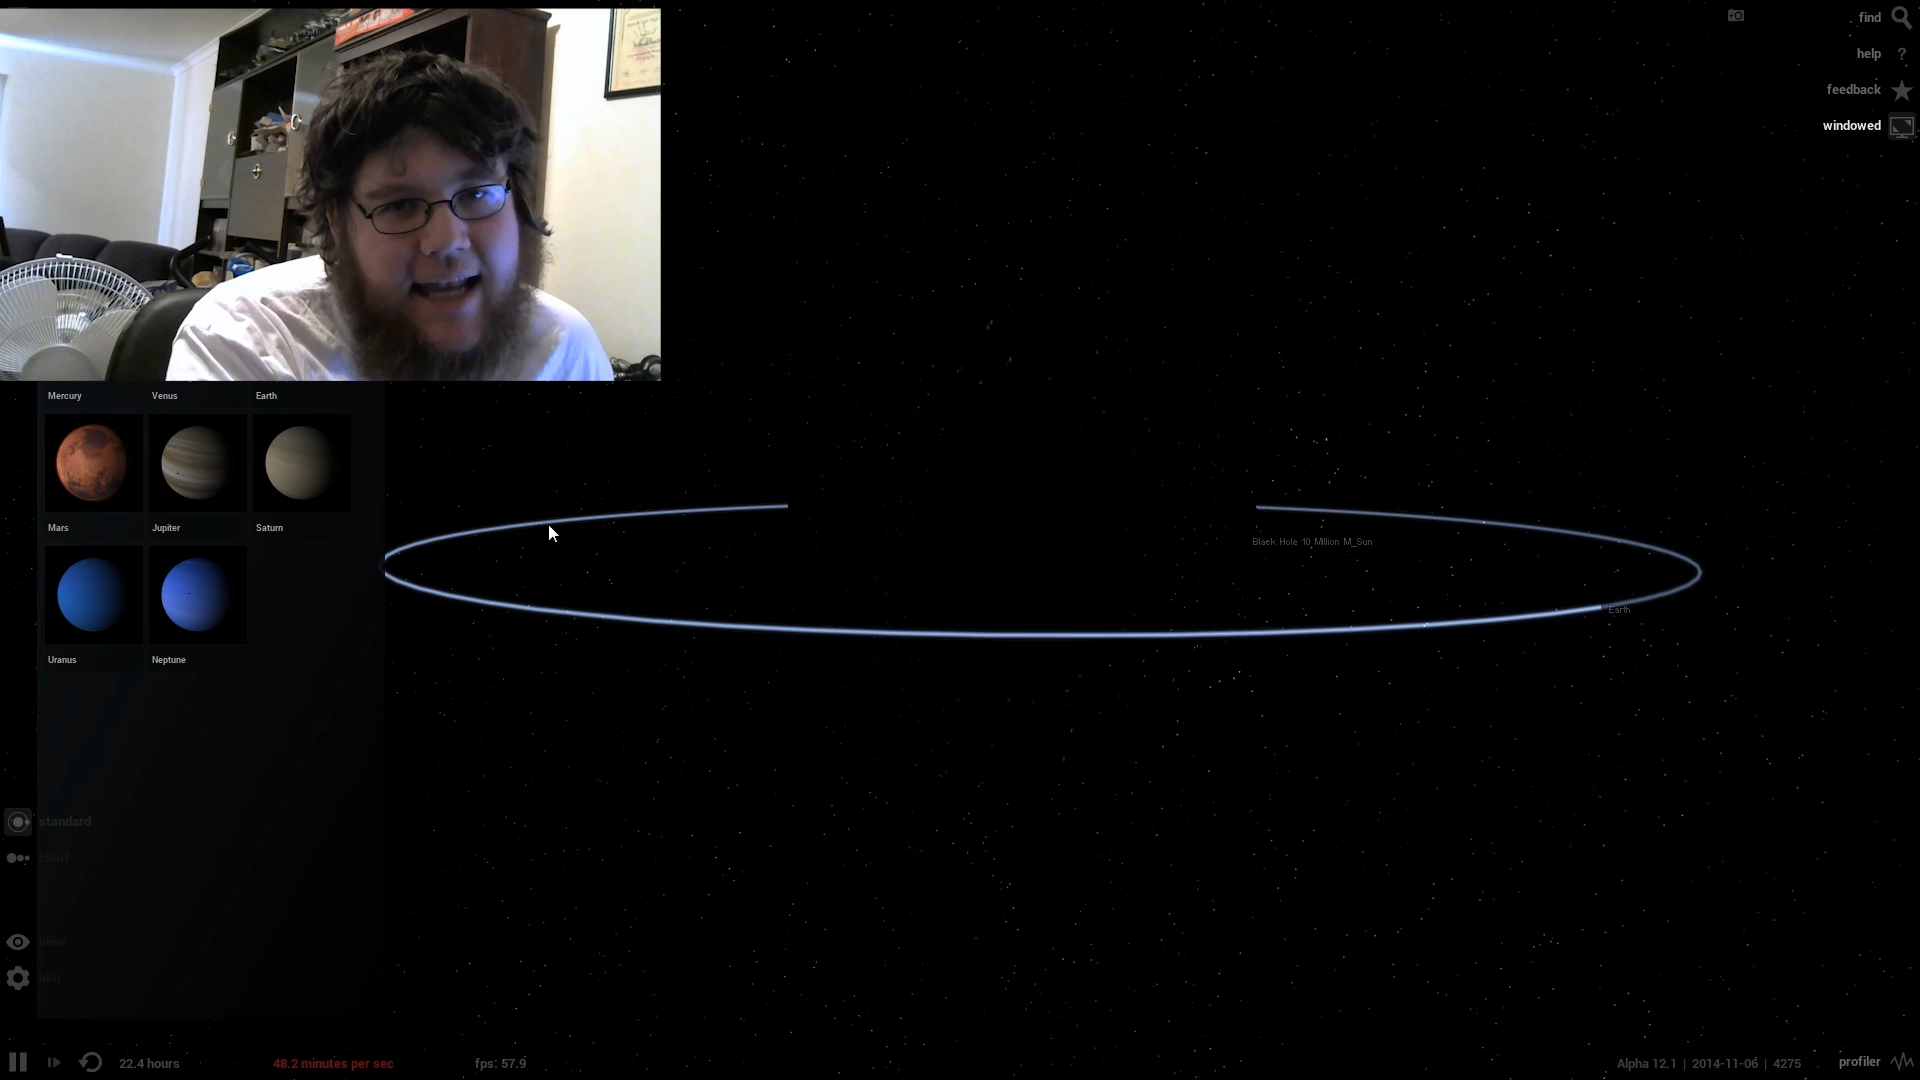 find
help
feedback
windowed
Mercury
Venus
Earth
Mars
Jupiter
Saturn
Black Hole 10 Million M_Sun
Earth
Uranus
Neptune
standard
chart
view
sim
22.4 hours
48.2 minutes per sec
fps: 57.9
Alpha 12.1 | 2014-11-06 | 4275
profiler